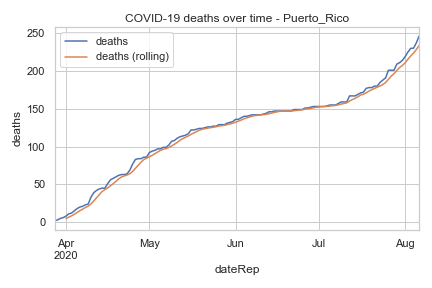 COVID-19 deaths over time - Puerto_Rico
250
200
150
100
50
0
deaths
deaths
deaths (rolling)
Apr
2020
May
Jun
Jul
Aug
dateRep